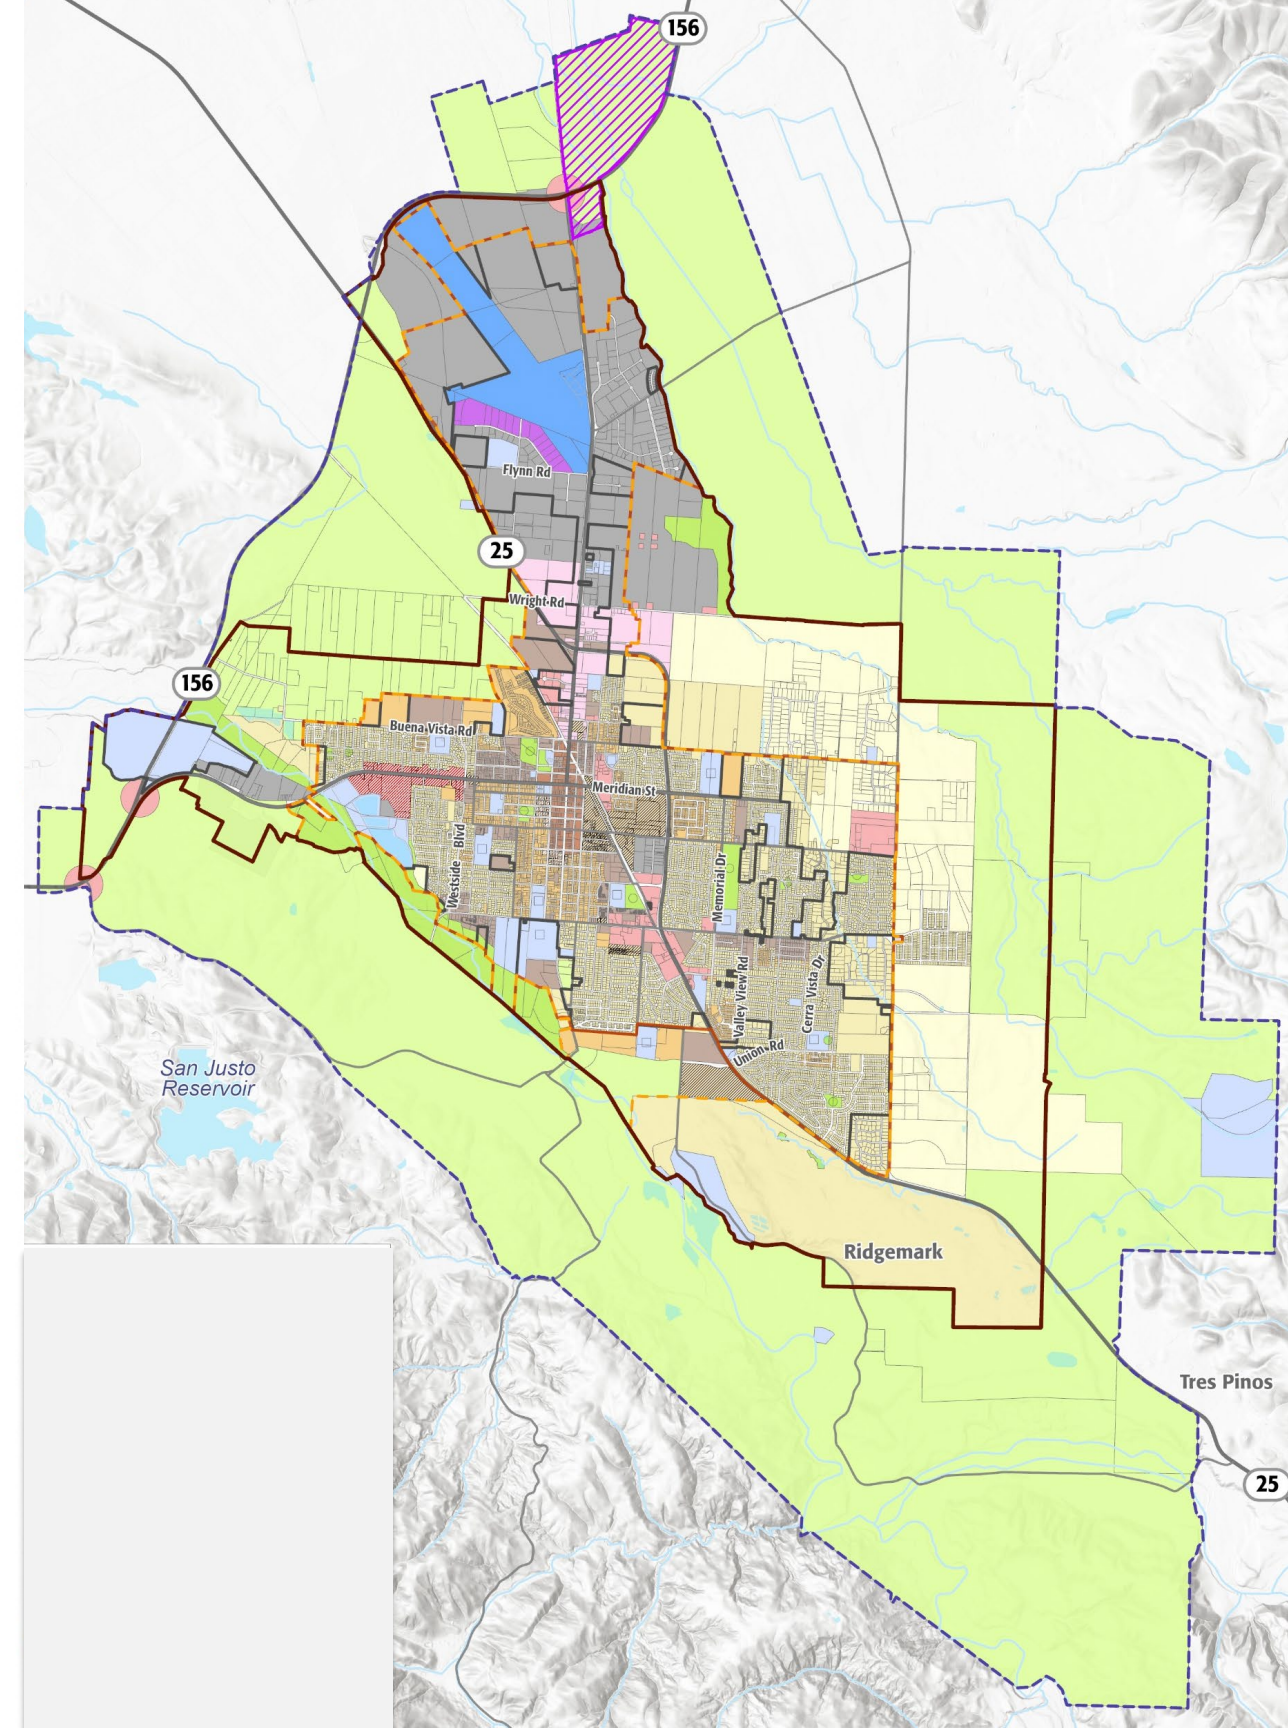 156
Flynn Rd
25
Wright Rd
156
Buena Vista Rd
Meridian St
Westside Blvd
Memorial Dr
Valley View Rd
Cerra Vista Dr
Union Rd
San Justo
Reservoir
Ridgemark
Tres Pinos
25